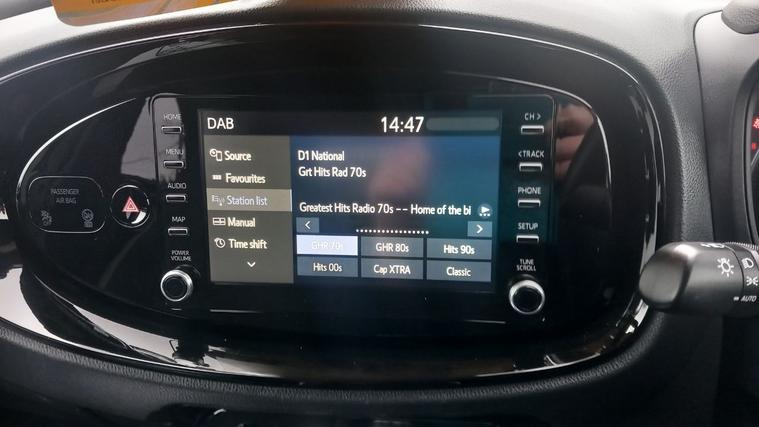 DAB
14:47
HOME
MENU
AUDIO
MAP
POWER
VOLUME
PASSENGER
AIR BAG
Source
Favourites
Station list
Manual
Time shift
D1 National
Grt Hits Rad 70s
Greatest Hits Radio 70s -- Home of the bi
<
>
GHR 70s
GHR 80s
Hits 90s
Hits 00s
Cap XTRA
Classic
CH >
< TRACK
PHONE
SETUP
TUNE
SCROLL
AUTO